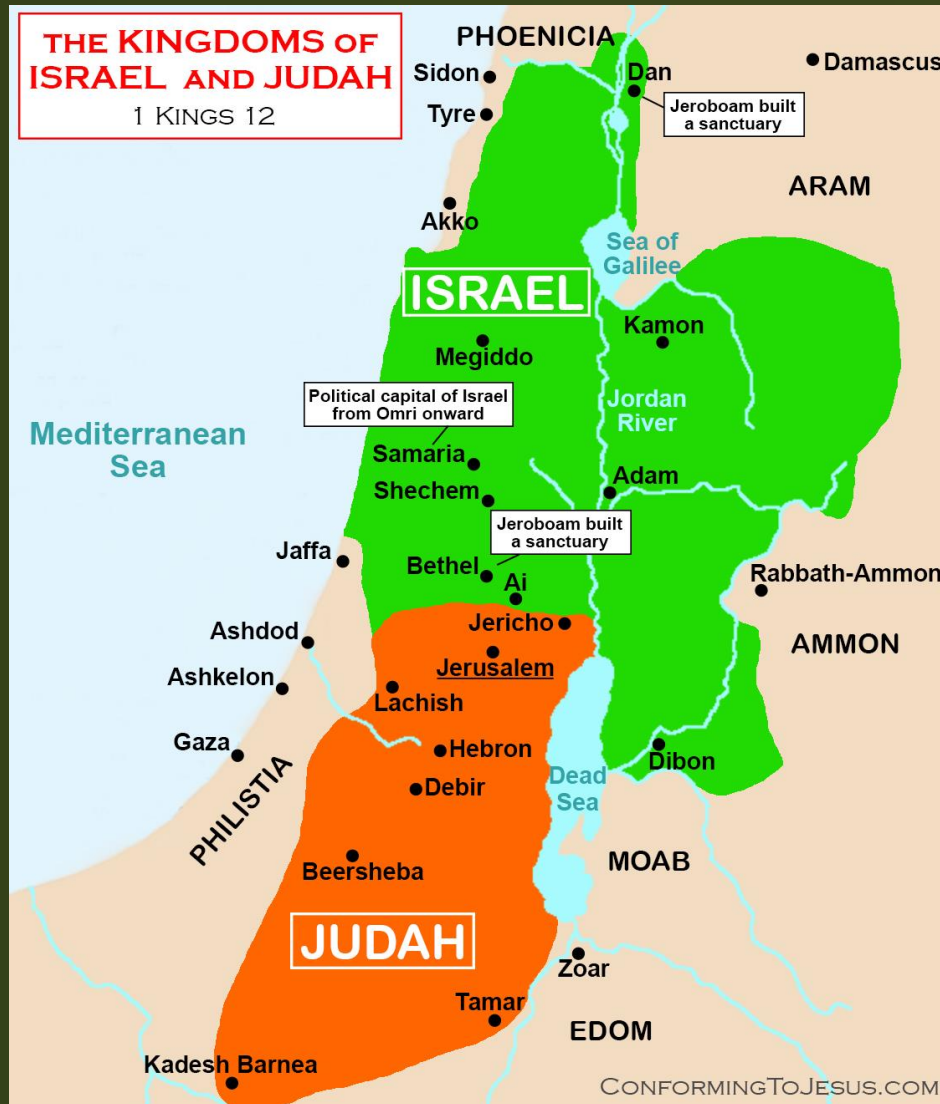 THE KINGDOMS OF
ISRAEL AND JUDAH
1 KINGS 12
PHOENICIA
Sidon
Dan
Damascus
Tyre
Jeroboam built
a sanctuary
ARAM
Akko
Sea of
Galilee
ISRAEL
Kamon
Megiddo
Political capital of Israel
from Omri onward
Jordan
River
Mediterranean
Sea
Samaria
Adam
Shechem
Jeroboam built
a sanctuary
Jaffa
Bethel
Ai
Rabbath-Ammon
Jericho
Ashdod
AMMON
Jerusalem
Ashkelon
Lachish
Gaza
Hebron
Dibon
Dead
Sea
Debir
PHILISTIA
MOAB
Beersheba
JUDAH
Zoar
Tamar
EDOM
Kadesh Barnea
CONFORMINGTOJESUS.COM